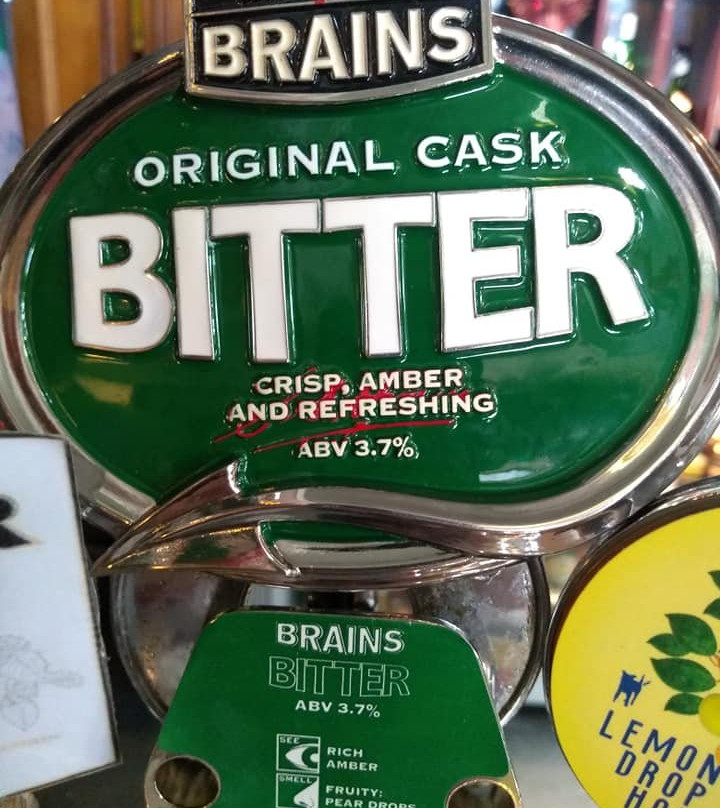 BRAINS
ORIGINAL CASK
BITTER
CRISP, AMBER
AND REFRESHING
ABV 3.7%
R
BRAINS
BITTER
ABV 3.7%
SEE
RICH
AMBER
SMELL
FRUITY:
PEAR DROPS
LEMON
DROP